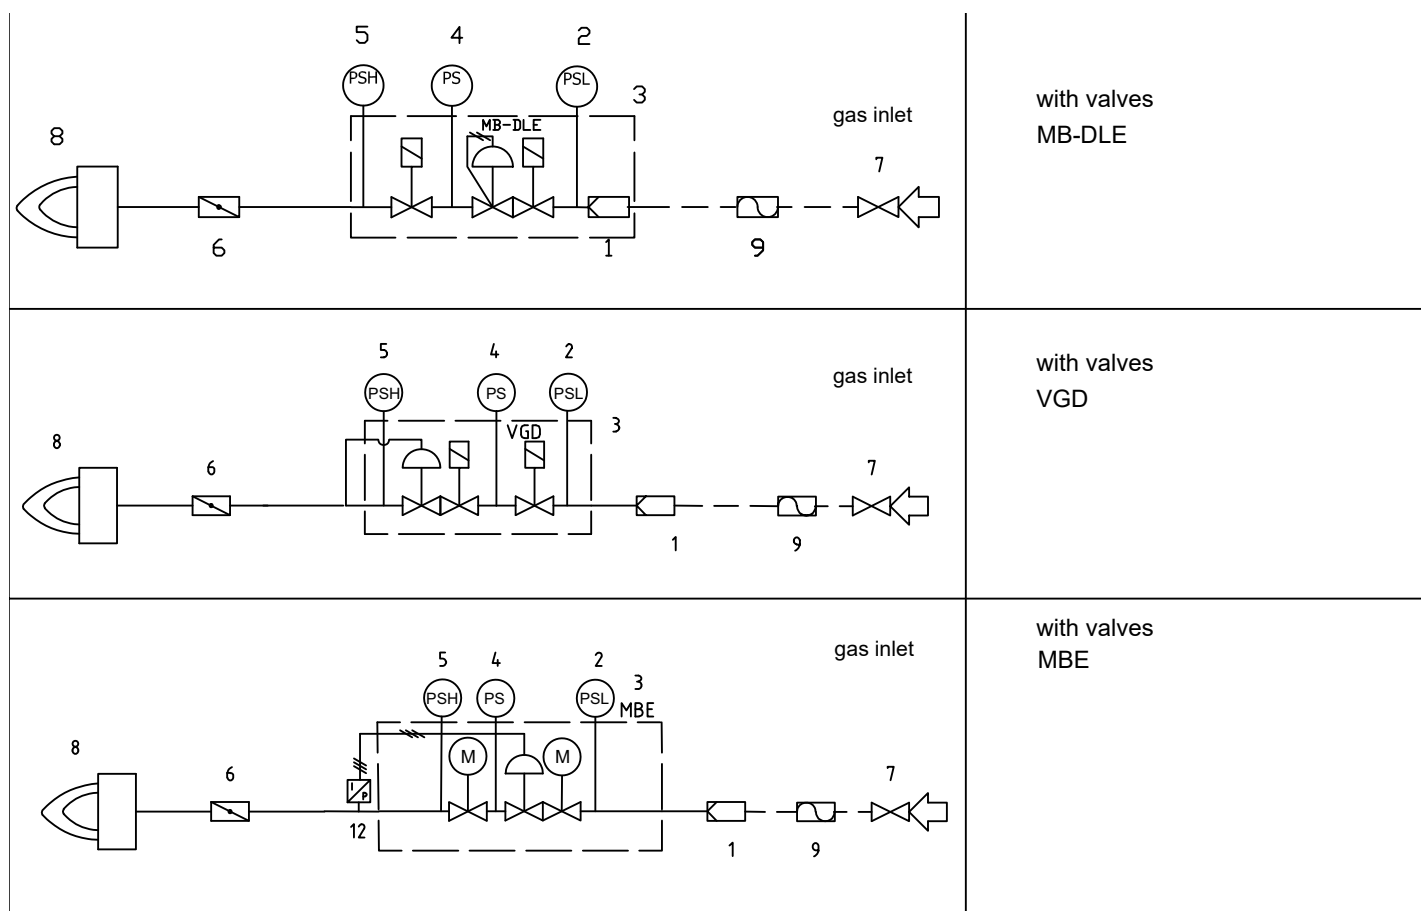 5 4 2
PSH PS PSL
3
MB-DLE
gas inlet
8
7
6 1 9
with valves
MB-DLE
5 4 2
gas inlet
PSH PS PSL
3
VGD
8
6 7
1 9
with valves
VGD
gas inlet
5 4 2
3
PSH PS PSL
MBE
8
M M
6 7
I
P
12
1 9
with valves
MBE